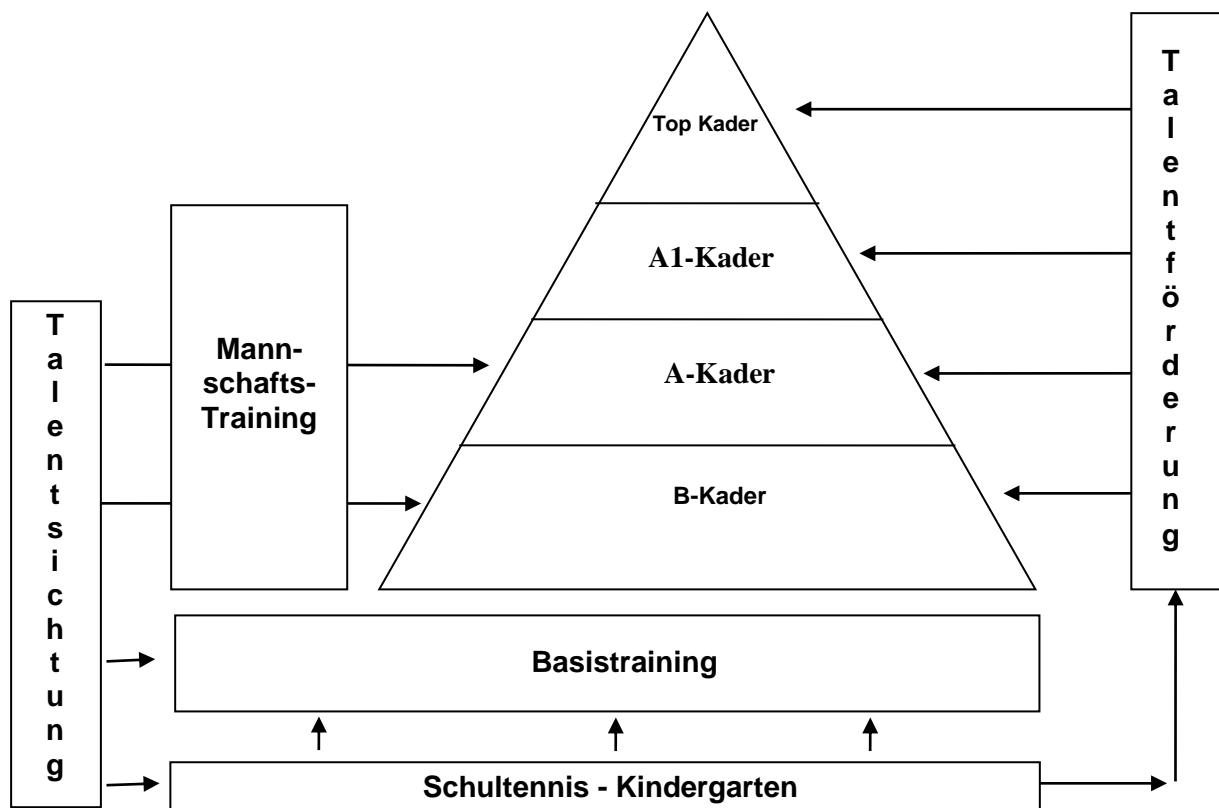 Top Kader
A1-Kader
A-Kader
B-Kader
Mann-
schafts-
Training
Talentsichtung
Talentförderung
Basistraining
Schultennis - Kindergarten